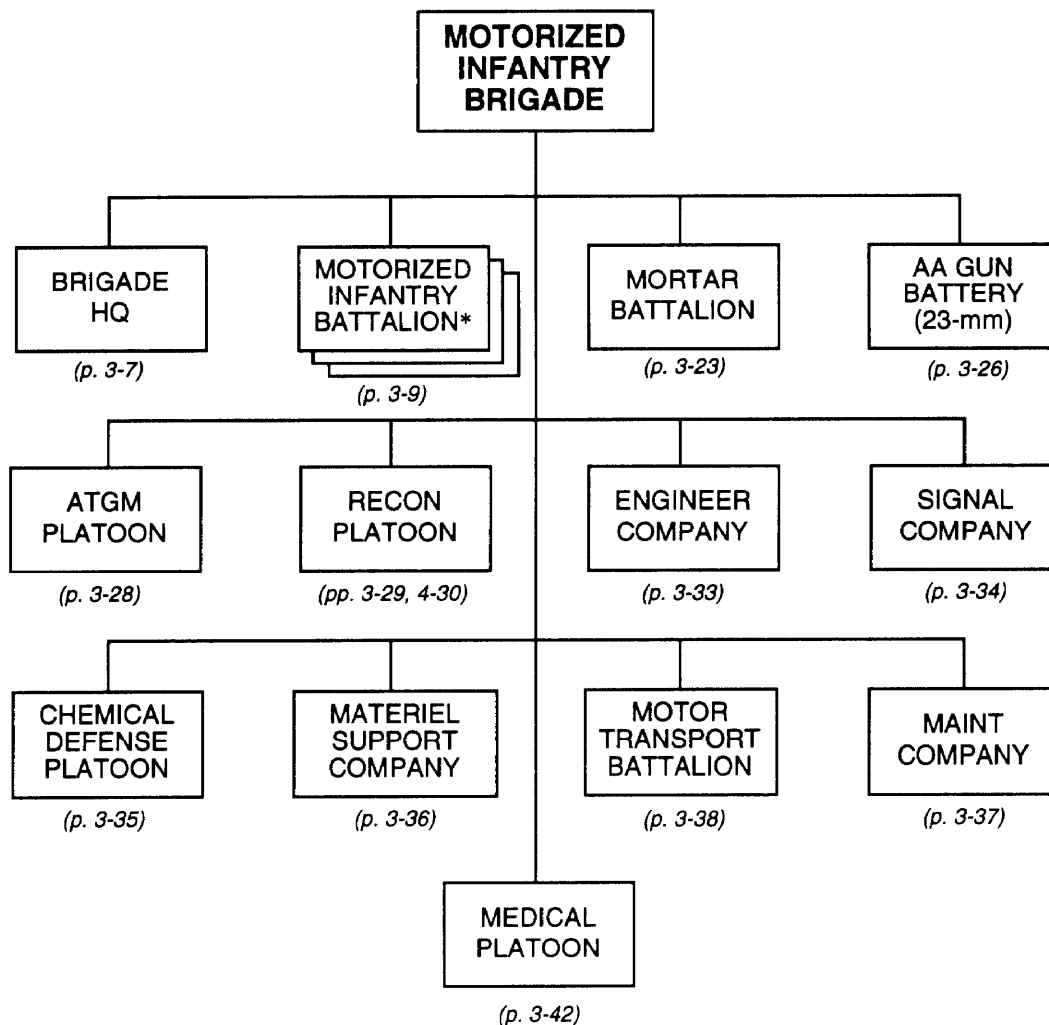 MOTORIZED
INFANTRY
BRIGADE
BRIGADE
HQ
(p. 3-7)
MOTORIZED
INFANTRY
BATTALION*
(p. 3-9)
MORTAR
BATTALION
(p. 3-23)
AA GUN
BATTERY
(23-mm)
(p. 3-26)
ATGM
PLATOON
(p. 3-28)
RECON
PLATOON
(pp. 3-29, 4-30)
ENGINEER
COMPANY
(p. 3-33)
SIGNAL
COMPANY
(p. 3-34)
CHEMICAL
DEFENSE
PLATOON
(p. 3-35)
MATERIEL
SUPPORT
COMPANY
(p. 3-36)
MOTOR
TRANSPORT
BATTALION
(p. 3-38)
MAINT
COMPANY
(p. 3-37)
MEDICAL
PLATOON
(p. 3-42)